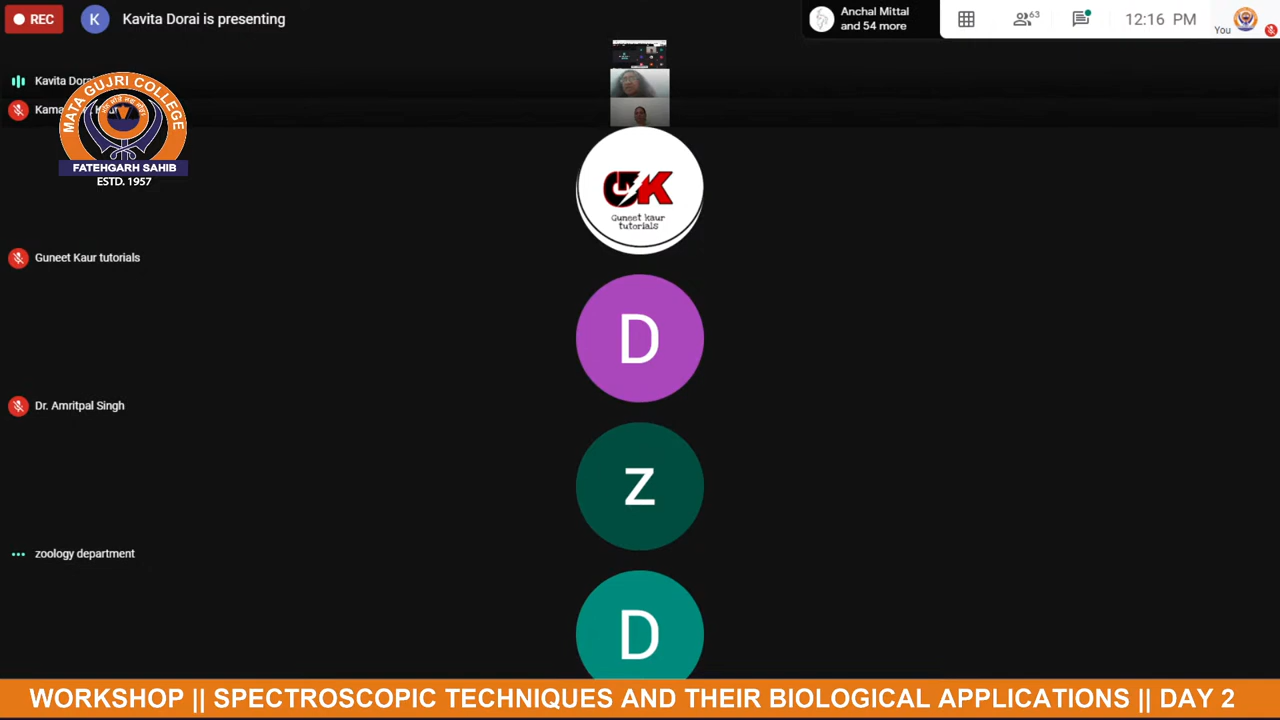 REC
K
Kavita Dorai is presenting
Anchal Mittal
and 54 more
63
12:16 PM
You
Kavita
MATA GUJRI COLLEGE
FATEHGARH SAHIB
ESTD. 1957
GK
Guneet kaur
tutorials
Guneet Kaur tutorials
D
Dr. Amritpal Singh
z
zoology department
D
WORKSHOP || SPECTROSCOPIC TECHNIQUES AND THEIR BIOLOGICAL APPLICATIONS || DAY 2